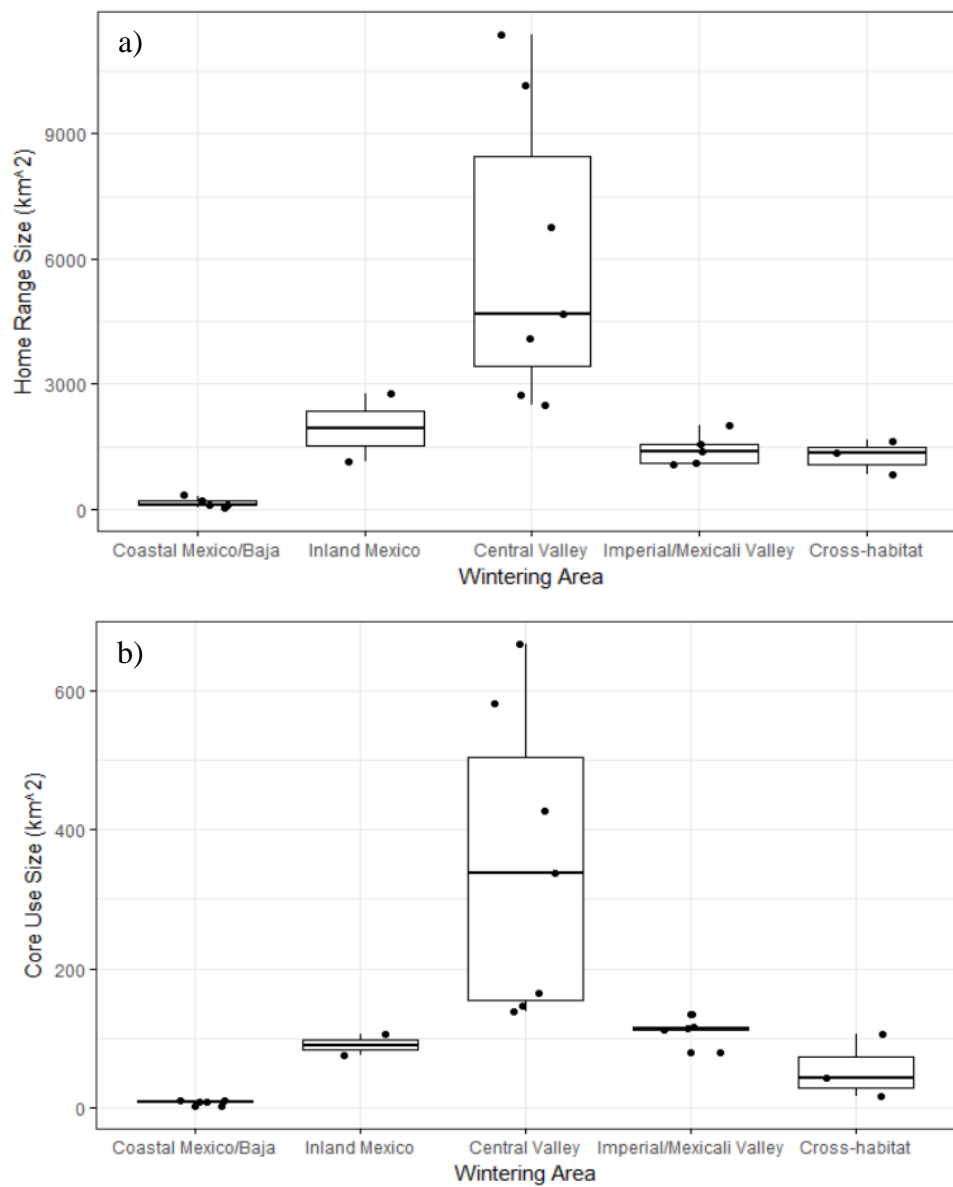 a)
Home Range Size (km^2)
9000
6000
3000
0
Coastal Mexico/Baja Inland Mexico Central Valley Imperial/Mexicali Valley Cross-habitat
Wintering Area
b)
Core Use Size (km^2)
600
400
200
0
Coastal Mexico/Baja Inland Mexico Central Valley Imperial/Mexicali Valley Cross-habitat
Wintering Area